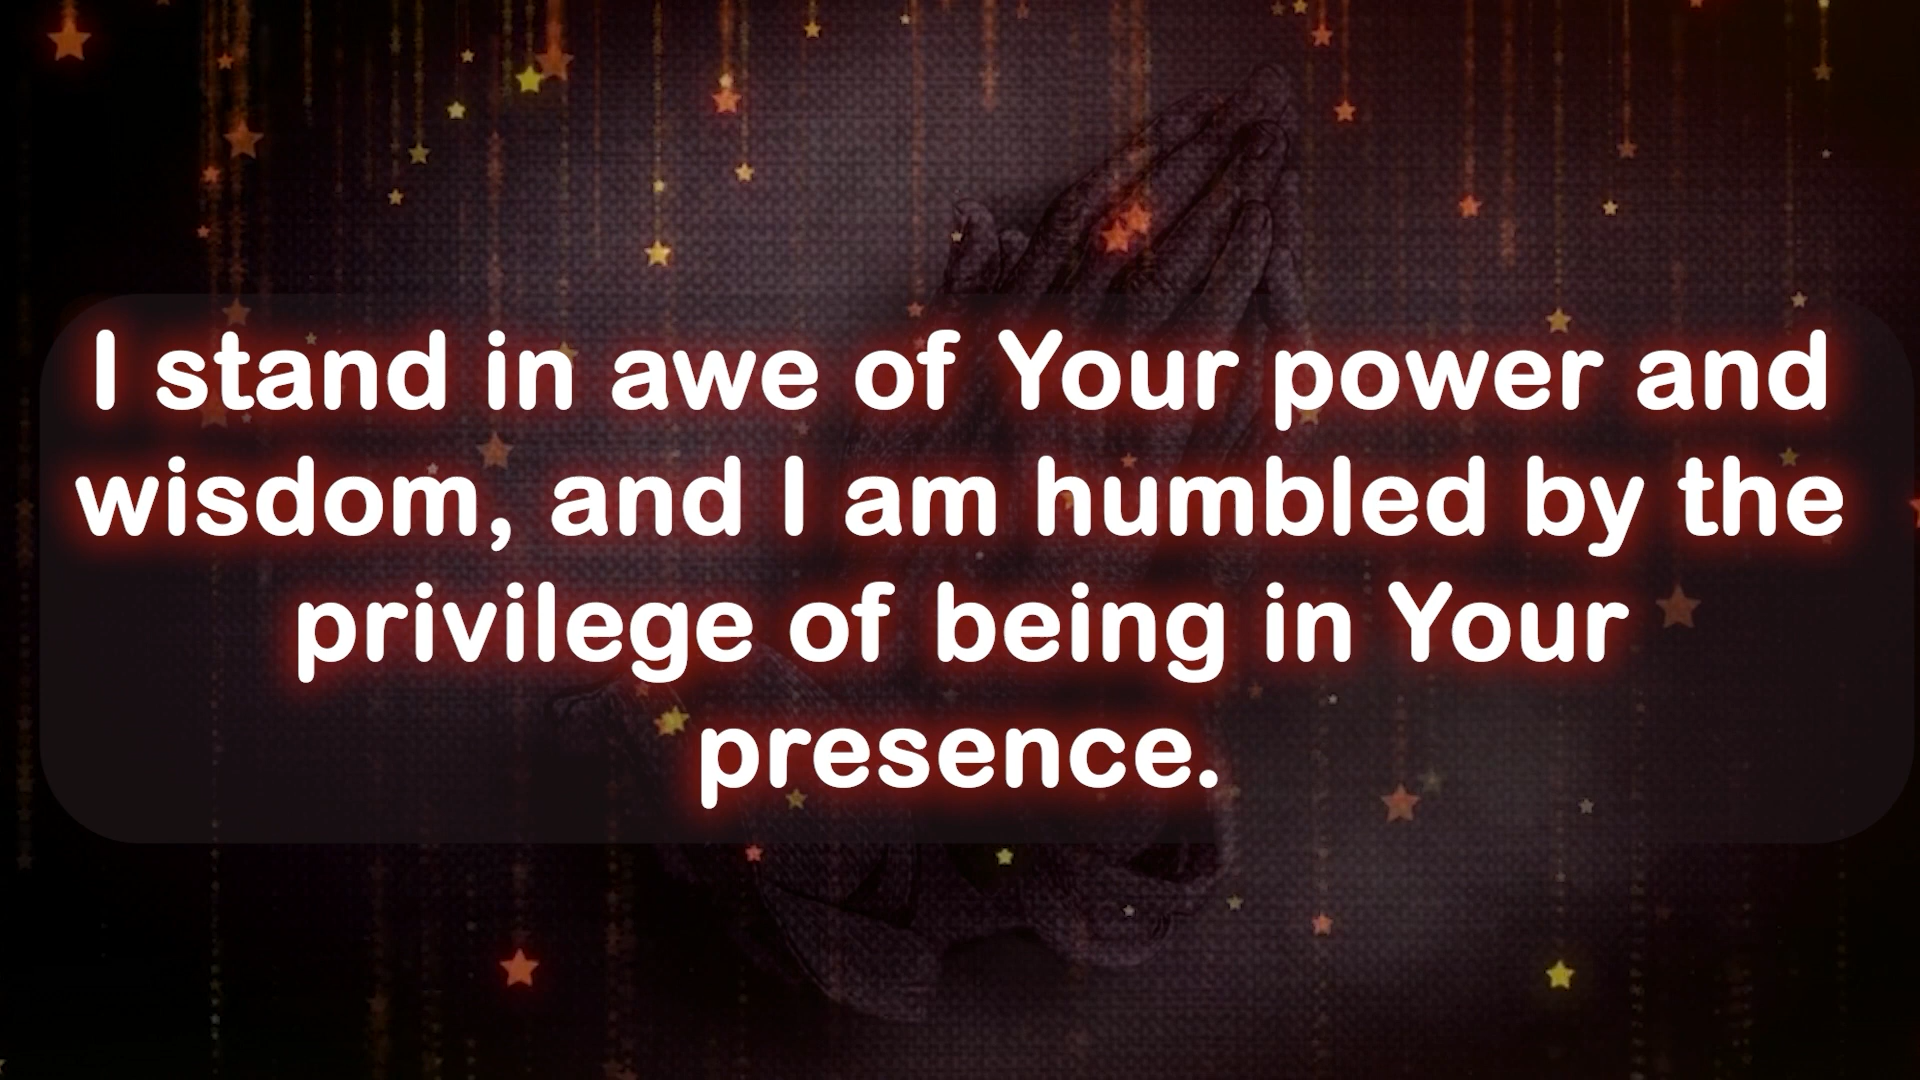 I stand in awe of Your power and
wisdom, and I am humbled by the
privilege of being in Your
presence.